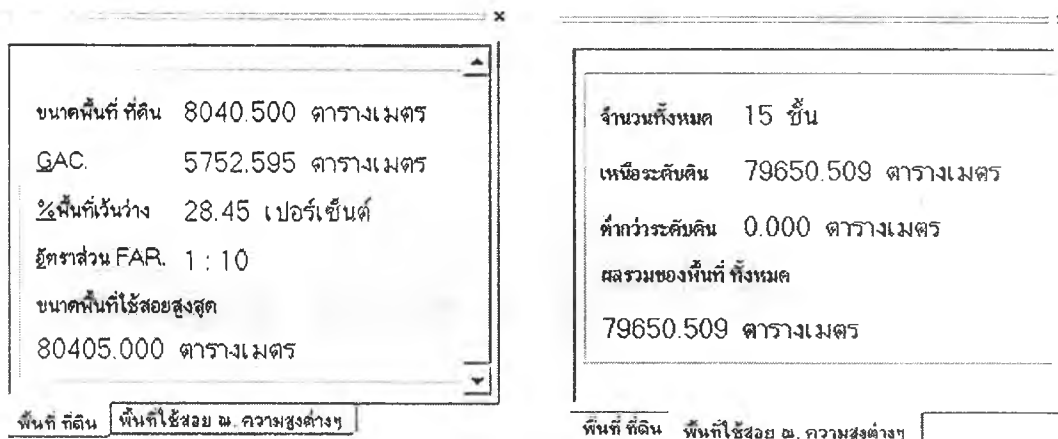 ขนาดพื้นที่ ที่ดิน 8040.500 ตารางเมตร
GAC. 5752.595 ตารางเมตร
%พื้นที่เว้นว่าง 28.45 เปอร์เซ็นต์
อัตราส่วน FAR. 1 : 10
ขนาดพื้นที่ใช้สอยสูงสุด
80405.000 ตารางเมตร
พื้นที่ ที่ดิน พื้นที่ใช้สอย ณ. ความสูงต่างๆ
จำนวนทั้งหมด 15 ชั้น
เหนือระดับดิน 79650.509 ตารางเมตร
ต่ำกว่าระดับดิน 0.000 ตารางเมตร
ผลรวมของพื้นที่ ทั้งหมด
79650.509 ตารางเมตร
พื้นที่ ที่ดิน พื้นที่ใช้สอย ณ. ความสูงต่างๆ